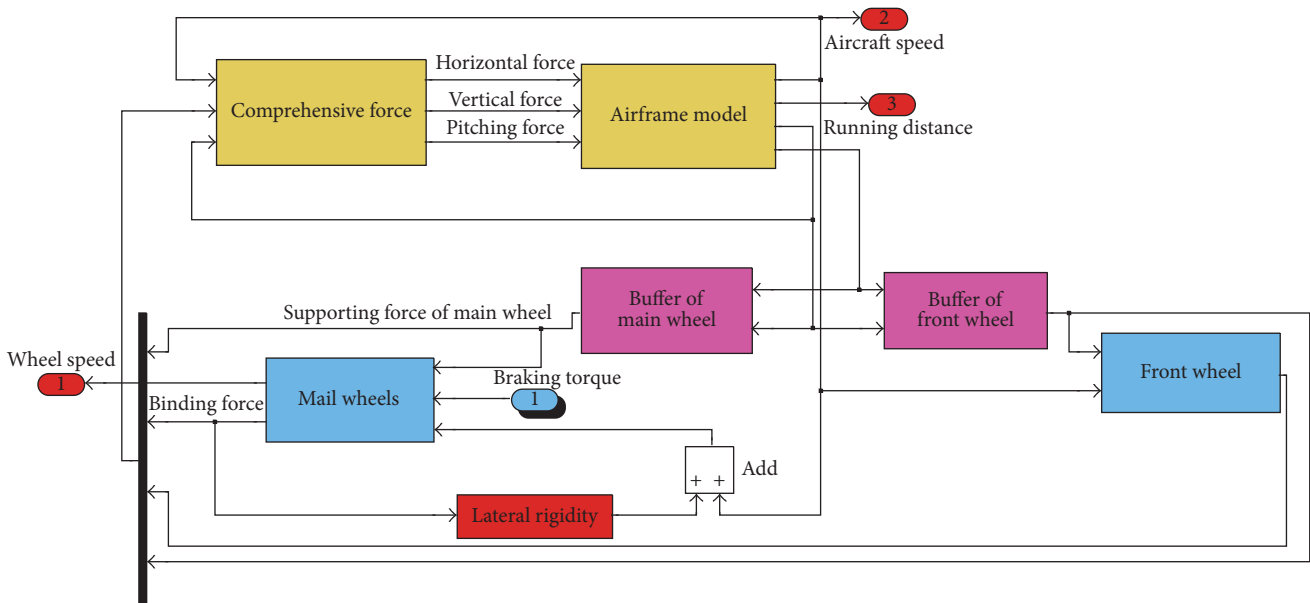 2
Aircraft speed
Horizontal force
Comprehensive force
Vertical force
Airframe model
3
Pitching force
Running distance
Buffer of
main wheel
Buffer of
front wheel
Supporting force of main wheel
Wheel speed
1
Braking torque
Front wheel
Mail wheels
1
Binding force
Add
+ +
Lateral rigidity